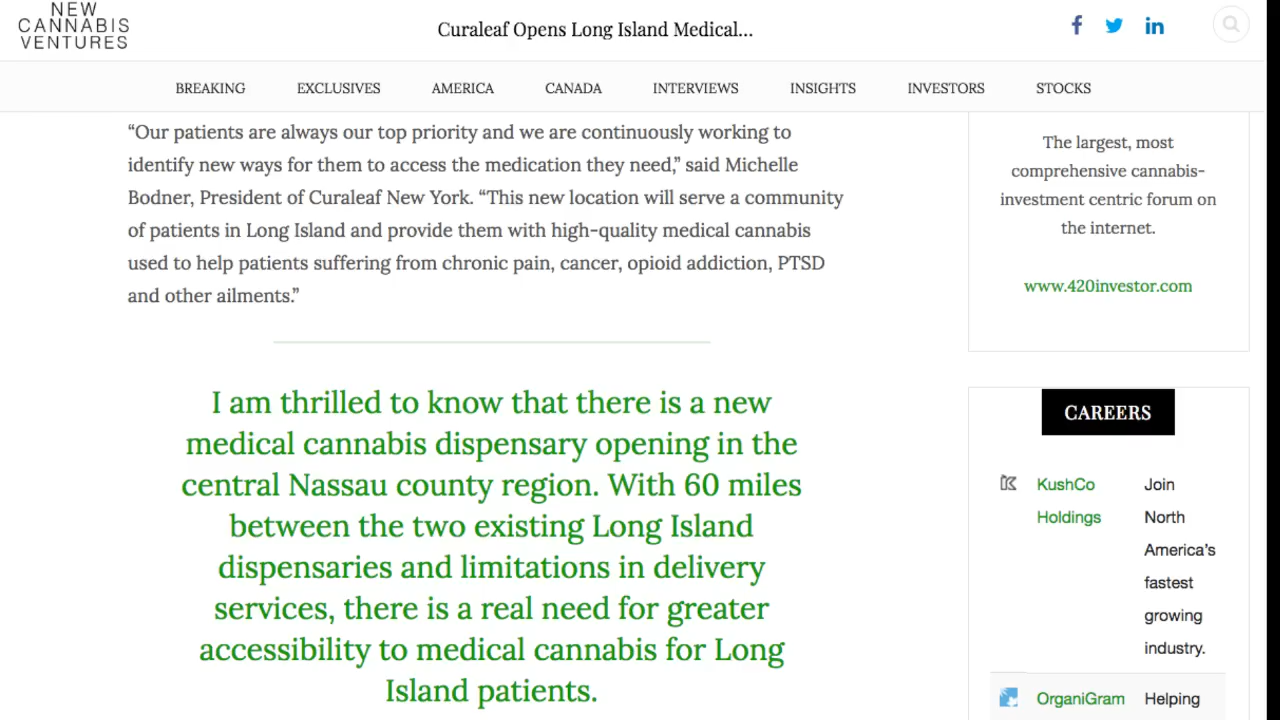 NEW
CANNABIS
VENTURES
Curaleaf Opens Long Island Medical...
BREAKING
EXCLUSIVES
AMERICA
CANADA
INTERVIEWS
INSIGHTS
INVESTORS
STOCKS
“Our patients are always our top priority and we are continuously working to
identify new ways for them to access the medication they need,” said Michelle
Bodner, President of Curaleaf New York. “This new location will serve a community
of patients in Long Island and provide them with high-quality medical cannabis
used to help patients suffering from chronic pain, cancer, opioid addiction, PTSD
and other ailments.”
I am thrilled to know that there is a new
medical cannabis dispensary opening in the
central Nassau county region. With 60 miles
between the two existing Long Island
dispensaries and limitations in delivery
services, there is a real need for greater
accessibility to medical cannabis for Long
Island patients.
The largest, most
comprehensive cannabis-
investment centric forum on
the internet.
www.420investor.com
CAREERS
KushCo
Holdings
Join
North
America’s
fastest
growing
industry.
OrganiGram
Helping